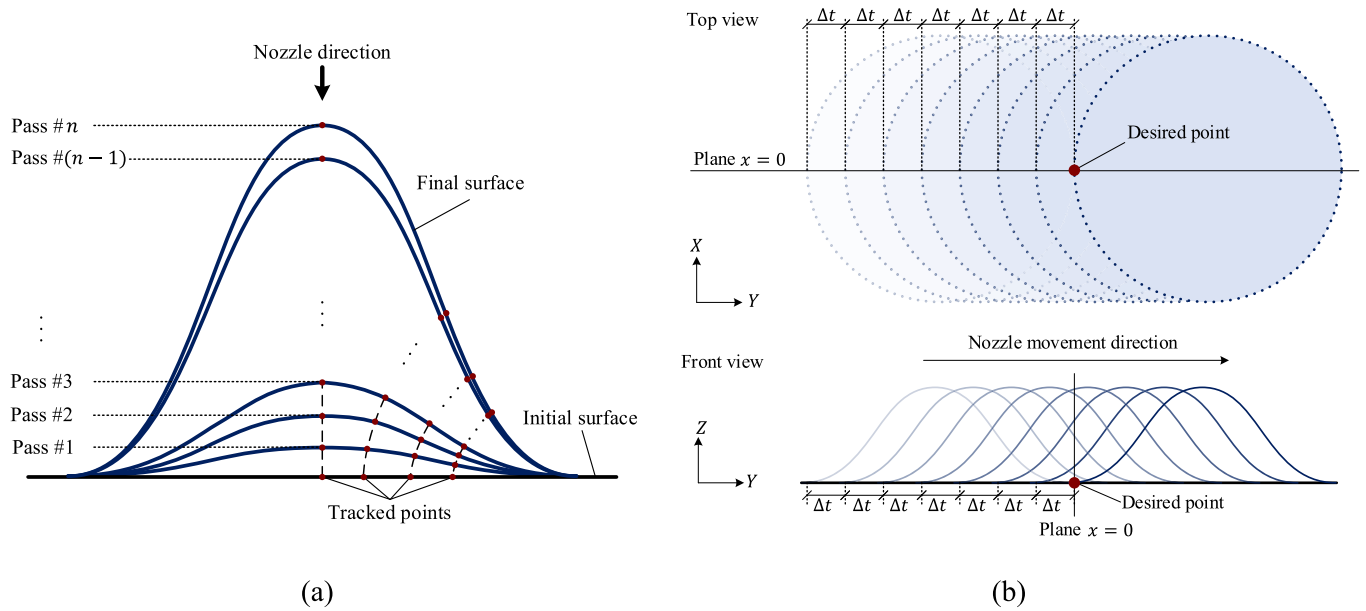 Nozzle direction
Pass #n
Pass #(n − 1)
Final surface
⋮
Pass #3
Pass #2
Pass #1
Initial surface
Tracked points
(a)
Top view
Δt Δt Δt Δt Δt Δt Δt
Desired point
Plane x = 0
X
Y
Front view
Nozzle movement direction
Z
Y
Δt Δt Δt Δt Δt Δt Δt
Desired point
Plane x = 0
(b)